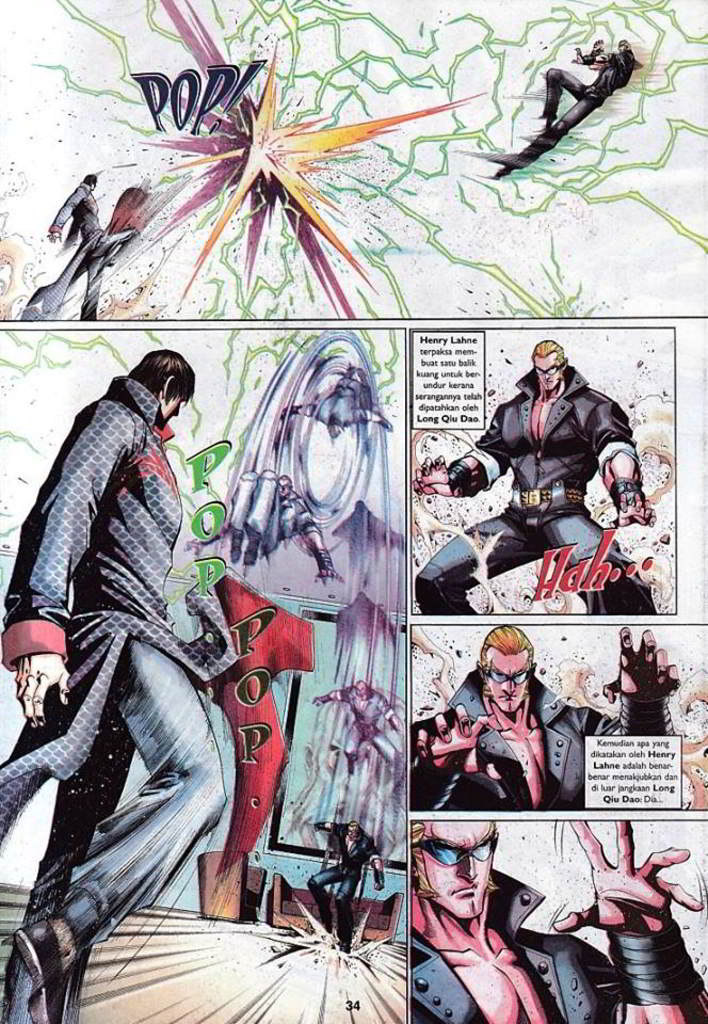 POP!
POP
POP
POP
Henry Lahne
terpaksa mem-
buat satu balik
kuang untuk ber-
undur kerana
serangannya telah
dipatahkan oleh
Long Qiu Dao.
Hah...
Kemudian apa yang
dikatakan oleh Henry
Lahne adalah benar-
benar menakjubkan dan
di luar jangkaan Long
Qiu Dao: Dia...
34